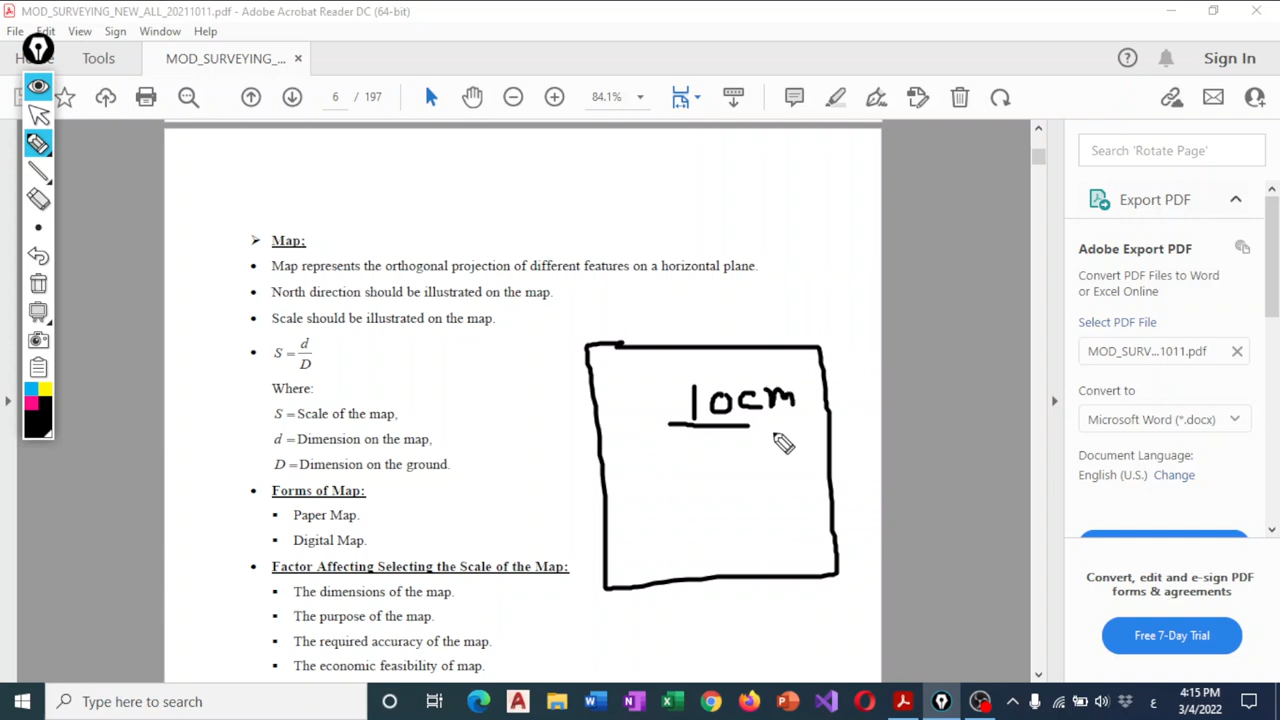 MOD_SURVEYING_NEW_ALL_20211011.pdf - Adobe Acrobat Reader DC (64-bit)
File Edit View Sign Window Help
Tools MOD_SURVEYING_... × Sign In
6 / 197 84.1%
Search 'Rotate Page'
Export PDF
Adobe Export PDF
Convert PDF Files to Word
or Excel Online
Select PDF File
MOD_SURV...1011.pdf
Convert to
Microsoft Word (*.docx)
Document Language:
English (U.S.) Change
Convert, edit and e-sign PDF
forms & agreements
Free 7-Day Trial
➢ Map:
• Map represents the orthogonal projection of different features on a horizontal plane.
• North direction should be illustrated on the map.
• Scale should be illustrated on the map.
• S = d/D
Where:
S = Scale of the map,
d = Dimension on the map,
D = Dimension on the ground.
• Forms of Map:
▪ Paper Map.
▪ Digital Map.
• Factor Affecting Selecting the Scale of the Map:
▪ The dimensions of the map.
▪ The purpose of the map.
▪ The required accuracy of the map.
▪ The economic feasibility of map.
10cm
Type here to search
ع
4:15 PM
3/4/2022